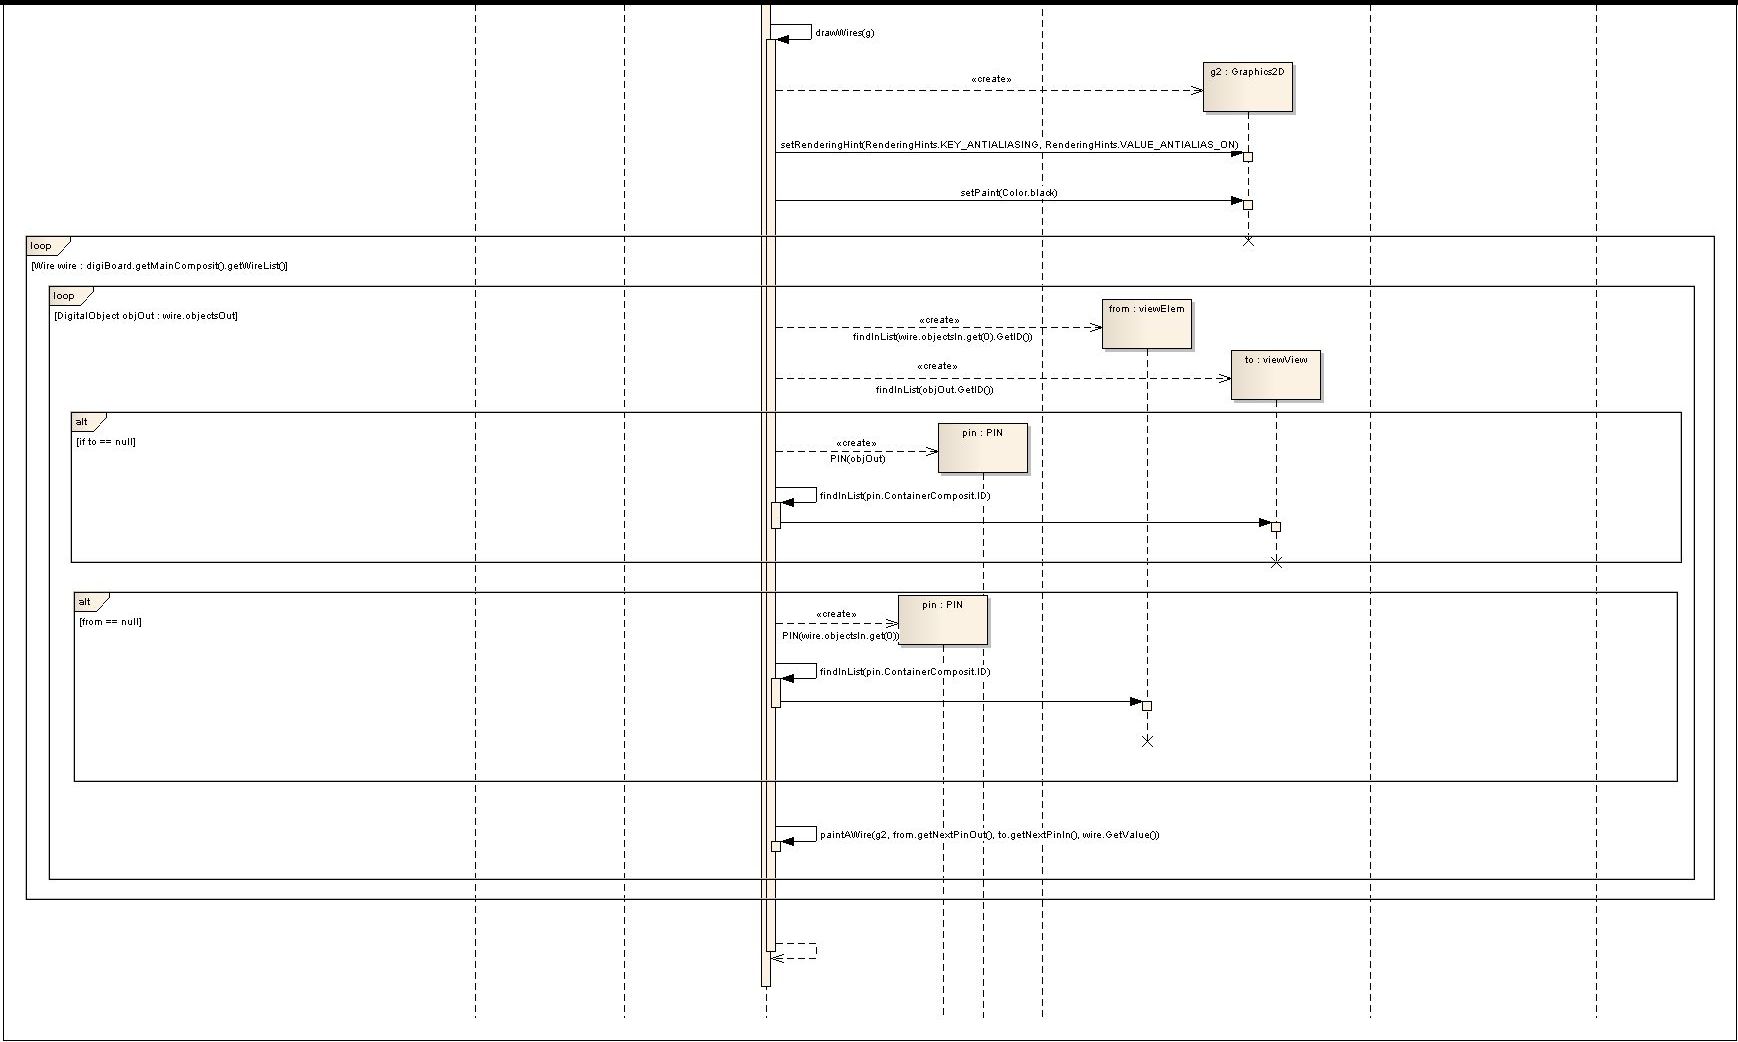 drawWires(g)
«create»
g2 : Graphics2D
setRenderingHint(RenderingHints.KEY_ANTIALIASING, RenderingHints.VALUE_ANTIALIAS_ON)
setPaint(Color.black)
loop
[Wire wire : digiBoard.getMainComposit().getWireList()]
loop
[DigitalObject objOut : wire.objectsOut]
«create»
from : viewElem
findInList(wire.objectsIn.get(0).GetID())
«create»
to : viewView
findInList(objOut.GetID())
alt
[if to == null]
«create»
pin : PIN
PIN(objOut)
findInList(pin.ContainerComposit.ID)
alt
[from == null]
«create»
pin : PIN
PIN(wire.objectsIn.get(0))
findInList(pin.ContainerComposit.ID)
paintAWire(g2, from.getNextPinOut(), to.getNextPinIn(), wire.GetValue())